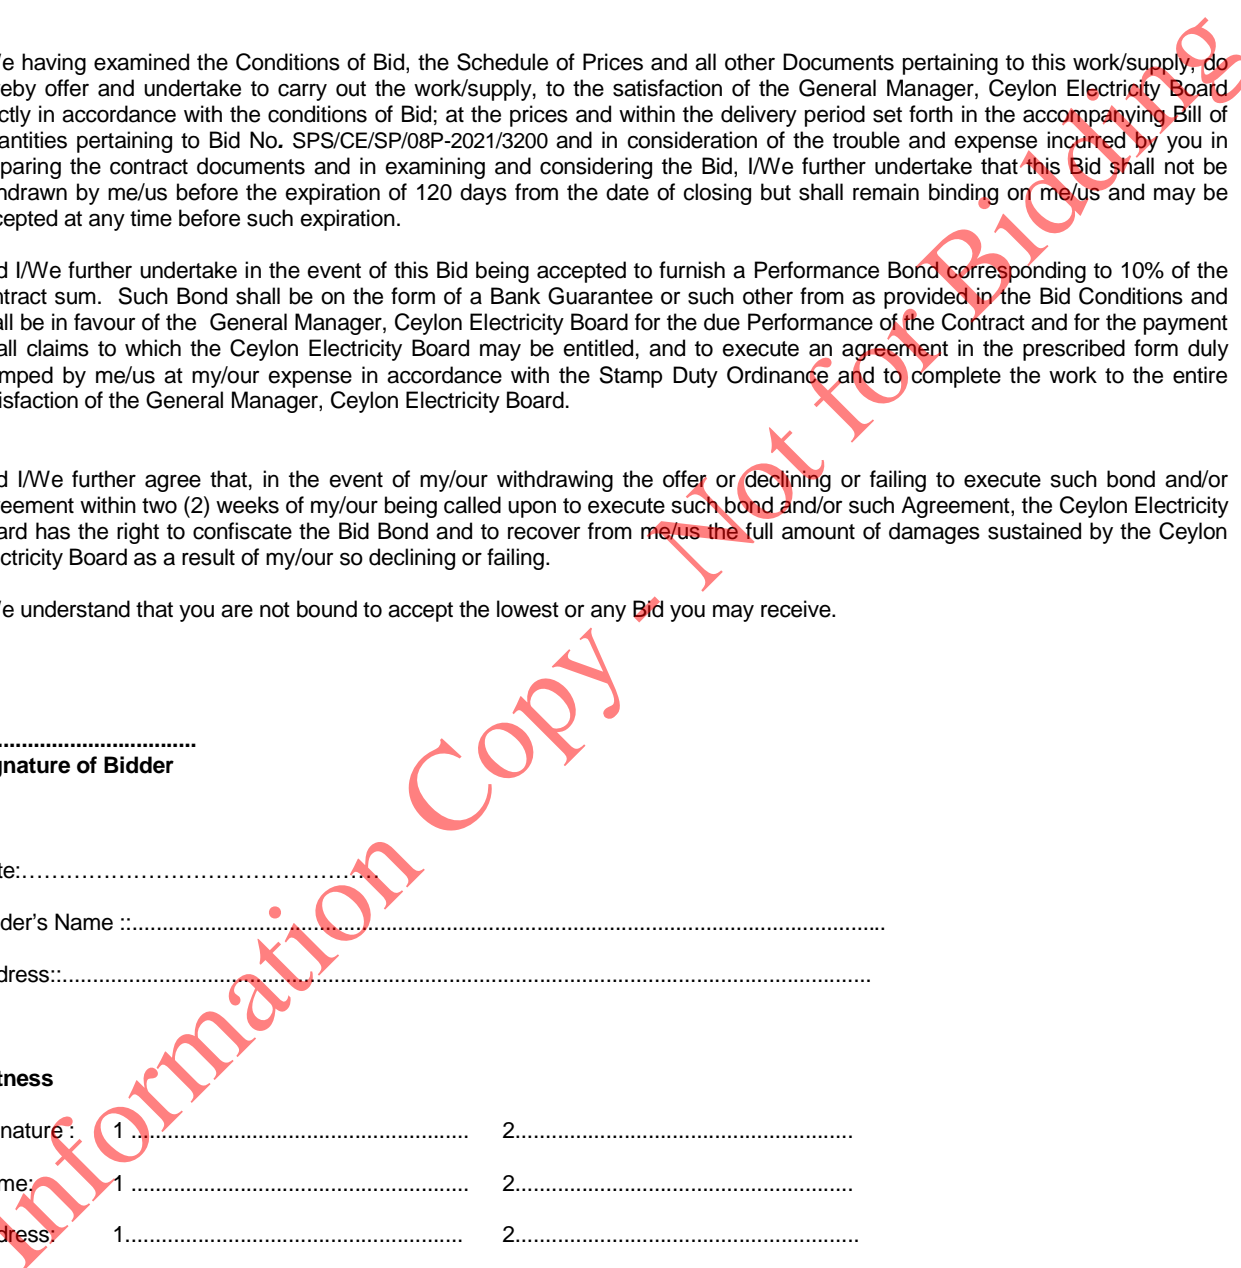 e having examined the Conditions of Bid, the Schedule of Prices and all other Documents pertaining to this work/supply, do
reby offer and undertake to carry out the work/supply, to the satisfaction of the General Manager, Ceylon Electricity Board
ctly in accordance with the conditions of Bid; at the prices and within the delivery period set forth in the accompanying Bill of
antities pertaining to Bid No. SPS/CE/SP/08P-2021/3200 and in consideration of the trouble and expense incurred by you in
paring the contract documents and in examining and considering the Bid, I/We further undertake that this Bid shall not be
hdrawn by me/us before the expiration of 120 days from the date of closing but shall remain binding on me/us and may be
cepted at any time before such expiration.
d I/We further undertake in the event of this Bid being accepted to furnish a Performance Bond corresponding to 10% of the
ntract sum. Such Bond shall be on the form of a Bank Guarantee or such other from as provided in the Bid Conditions and
all be in favour of the General Manager, Ceylon Electricity Board for the due Performance of the Contract and for the payment
all claims to which the Ceylon Electricity Board may be entitled, and to execute an agreement in the prescribed form duly
mped by me/us at my/our expense in accordance with the Stamp Duty Ordinance and to complete the work to the entire
isfaction of the General Manager, Ceylon Electricity Board.
d I/We further agree that, in the event of my/our withdrawing the offer or declining or failing to execute such bond and/or
reement within two (2) weeks of my/our being called upon to execute such bond and/or such Agreement, the Ceylon Electricity
ard has the right to confiscate the Bid Bond and to recover from me/us the full amount of damages sustained by the Ceylon
ctricity Board as a result of my/our so declining or failing.
e understand that you are not bound to accept the lowest or any Bid you may receive.
..................................
gnature of Bidder
te:…………………………………………
der’s Name ::.............................................................................................................................
dress::......................................................................................................................................
tness
nature : 1 ........................................................ 2........................................................
me: 1 ........................................................ 2........................................................
dress: 1........................................................ 2.........................................................
Information Copy - Not for Bidding